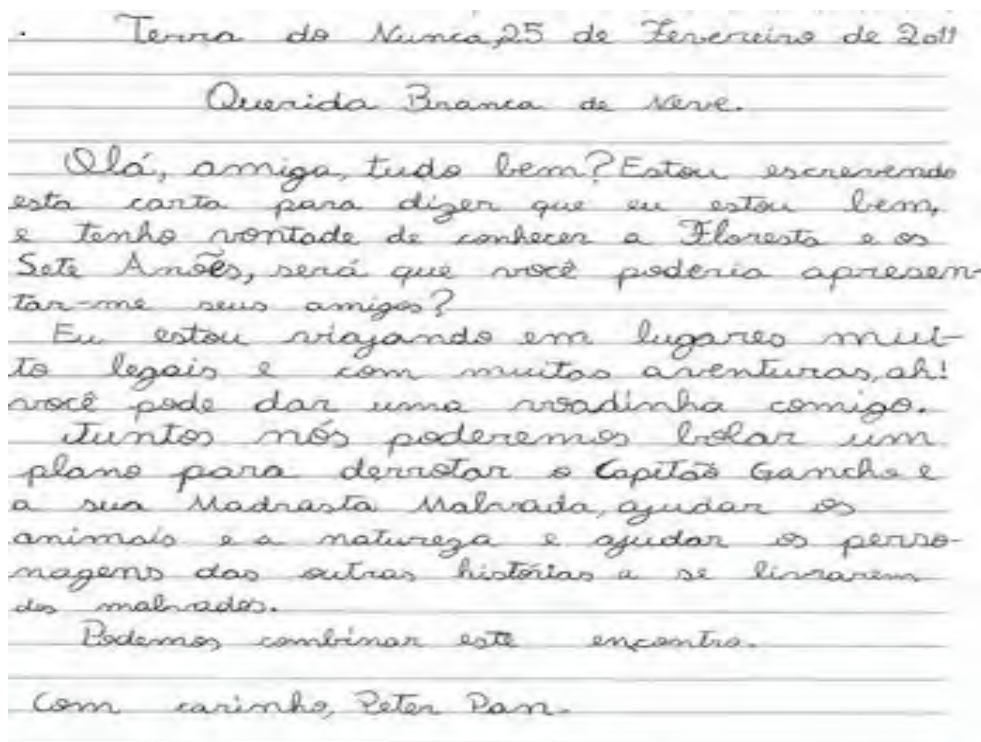 Terra do Nunca, 25 de Fevereiro de 2011
Querida Branca de Neve.
Olá, amiga, tudo bem? Estou escrevendo
esta carta para dizer que eu estou bem,
e tenho vontade de conhecer a Floresta e os
Sete Anões, será que você poderia apresen-
tar-me seus amigos?
Eu estou viajando em lugares mui-
to legais e com muitas aventuras, ah!
você pode dar uma voadinha comigo.
Juntos nós poderemos bolar um
plano para derrotar o Capitão Gancho e
a sua Madrasta Malvada, ajudar os
animais e a natureza e ajudar os perso-
nagens das outras histórias a se livrarem
dos malvados.
Podemos combinar este encontro.
Com carinho, Peter Pan.